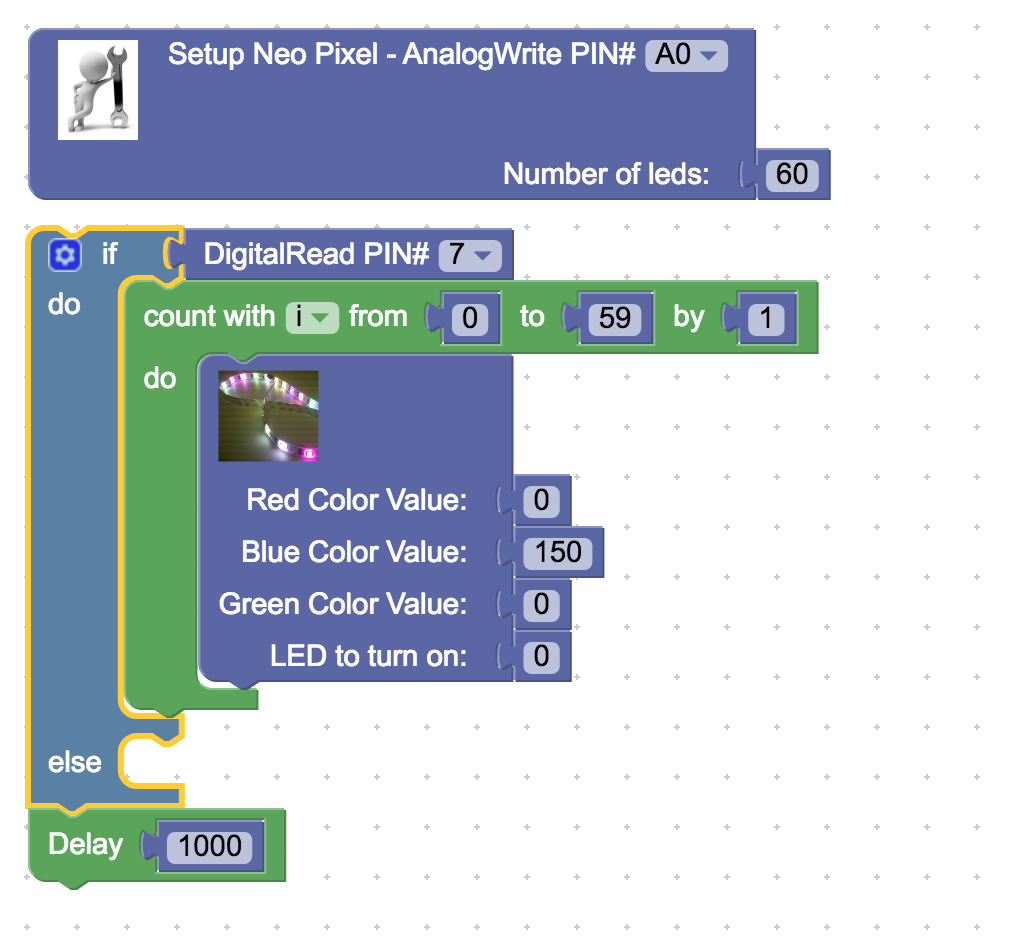 Setup Neo Pixel - AnalogWrite PIN# A0
Number of leds: 60
if DigitalRead PIN# 7
do count with i from 0 to 59 by 1
do
Red Color Value: 0
Blue Color Value: 150
Green Color Value: 0
LED to turn on: 0
else
Delay 1000